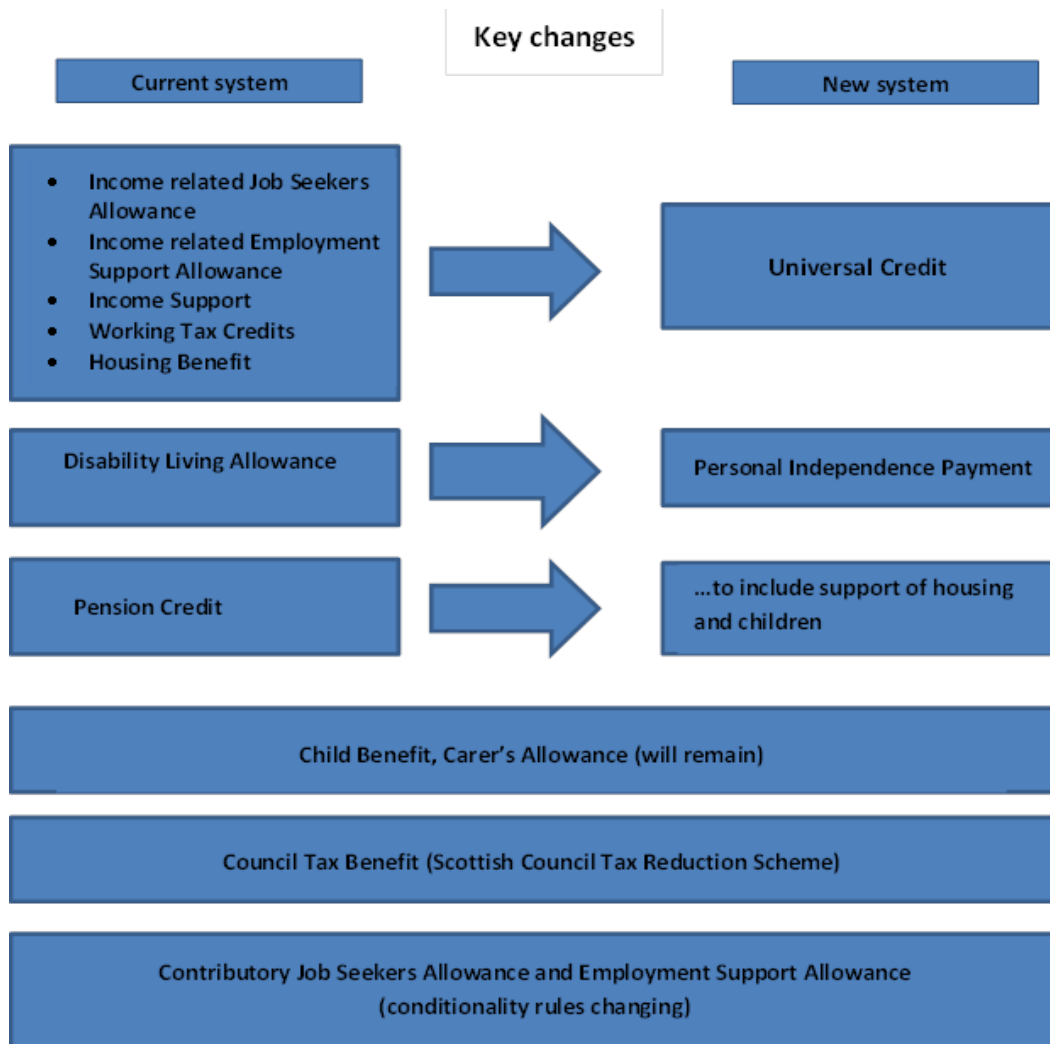 Key changes
Current system
New system
• Income related Job Seekers
Allowance
• Income related Employment
Support Allowance
• Income Support
• Working Tax Credits
• Housing Benefit
Universal Credit
Disability Living Allowance
Personal Independence Payment
Pension Credit
...to include support of housing
and children
Child Benefit, Carer’s Allowance (will remain)
Council Tax Benefit (Scottish Council Tax Reduction Scheme)
Contributory Job Seekers Allowance and Employment Support Allowance
(conditionality rules changing)